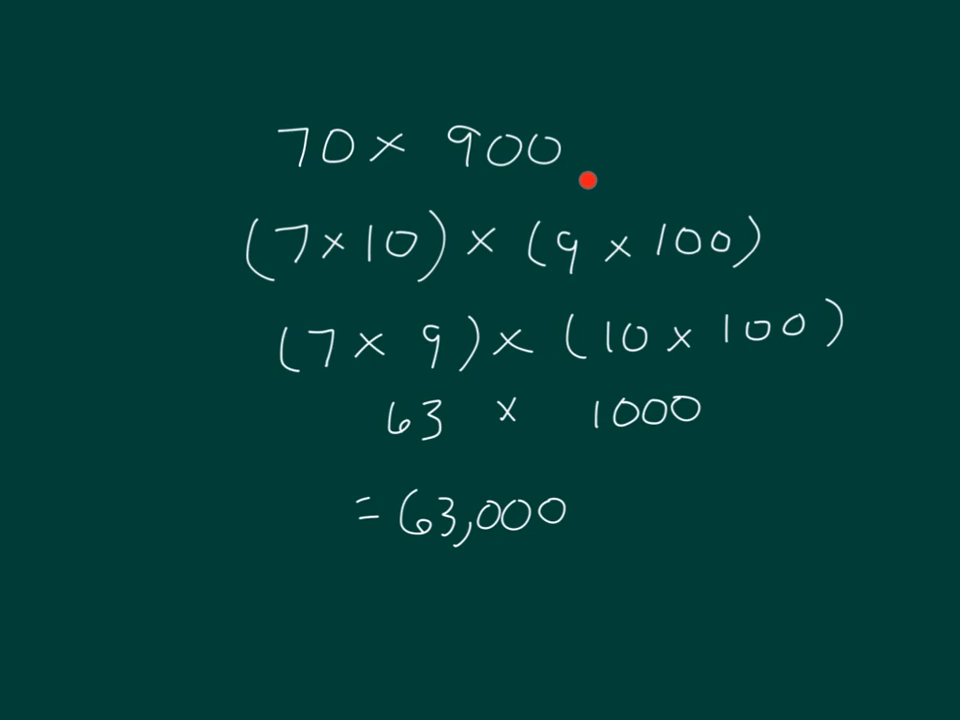 70 × 900
(7 × 10) × (9 × 100)
(7 × 9) × (10 × 100)
63 × 1000
= 63,000